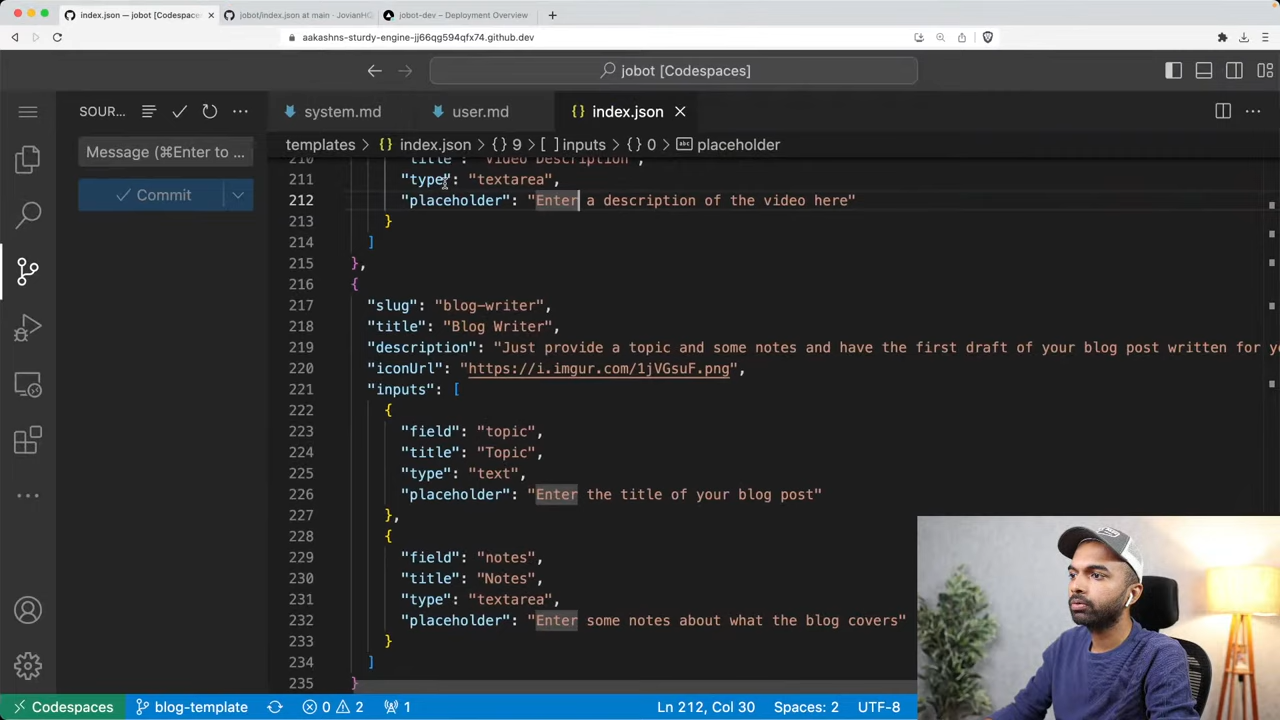 index.json — jobot [Codespaces]
jobot/index.json at main · JovianHQ
jobot-dev – Deployment Overview
aakashns-sturdy-engine-jj66qg594qfx74.github.dev
jobot [Codespaces]
SOUR...
system.md
user.md
{} index.json
templates > {} index.json > {} 9 > [ ] inputs > {} 0 > abc placeholder
Message (⌘Enter to ...
Commit
210 "title": "Video Description",
211 "type": "textarea",
212 "placeholder": "Enter a description of the video here"
213 }
214 ]
215 },
216 {
217 "slug": "blog-writer",
218 "title": "Blog Writer",
219 "description": "Just provide a topic and some notes and have the first draft of your blog post written for
220 "iconUrl": "https://i.imgur.com/1jVGsuF.png",
221 "inputs": [
222 {
223 "field": "topic",
224 "title": "Topic",
225 "type": "text",
226 "placeholder": "Enter the title of your blog post"
227 },
228 {
229 "field": "notes",
230 "title": "Notes",
231 "type": "textarea",
232 "placeholder": "Enter some notes about what the blog covers"
233 }
234 ]
235 }
Codespaces
blog-template
0
2
1
Ln 212, Col 30
Spaces: 2
UTF-8